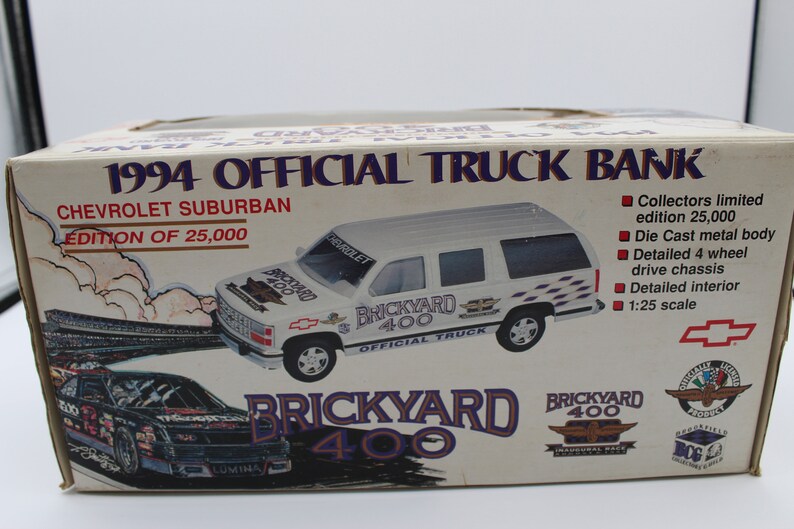 1994 OFFICIAL TRUCK BANK
CHEVROLET SUBURBAN
EDITION OF 25,000
Collectors limited
edition 25,000
Die Cast metal body
Detailed 4 wheel
drive chassis
Detailed interior
1:25 scale
CHEVROLET
BRICKYARD
400
BRICKYARD
400
OFFICIAL TRUCK
BRICKYARD
400
LUMINA
BRICKYARD
400
INAUGURAL RACE
OFFICIALLY LICENSED
PRODUCT
BROOKFIELD
BCG
COLLECTORS GUILD